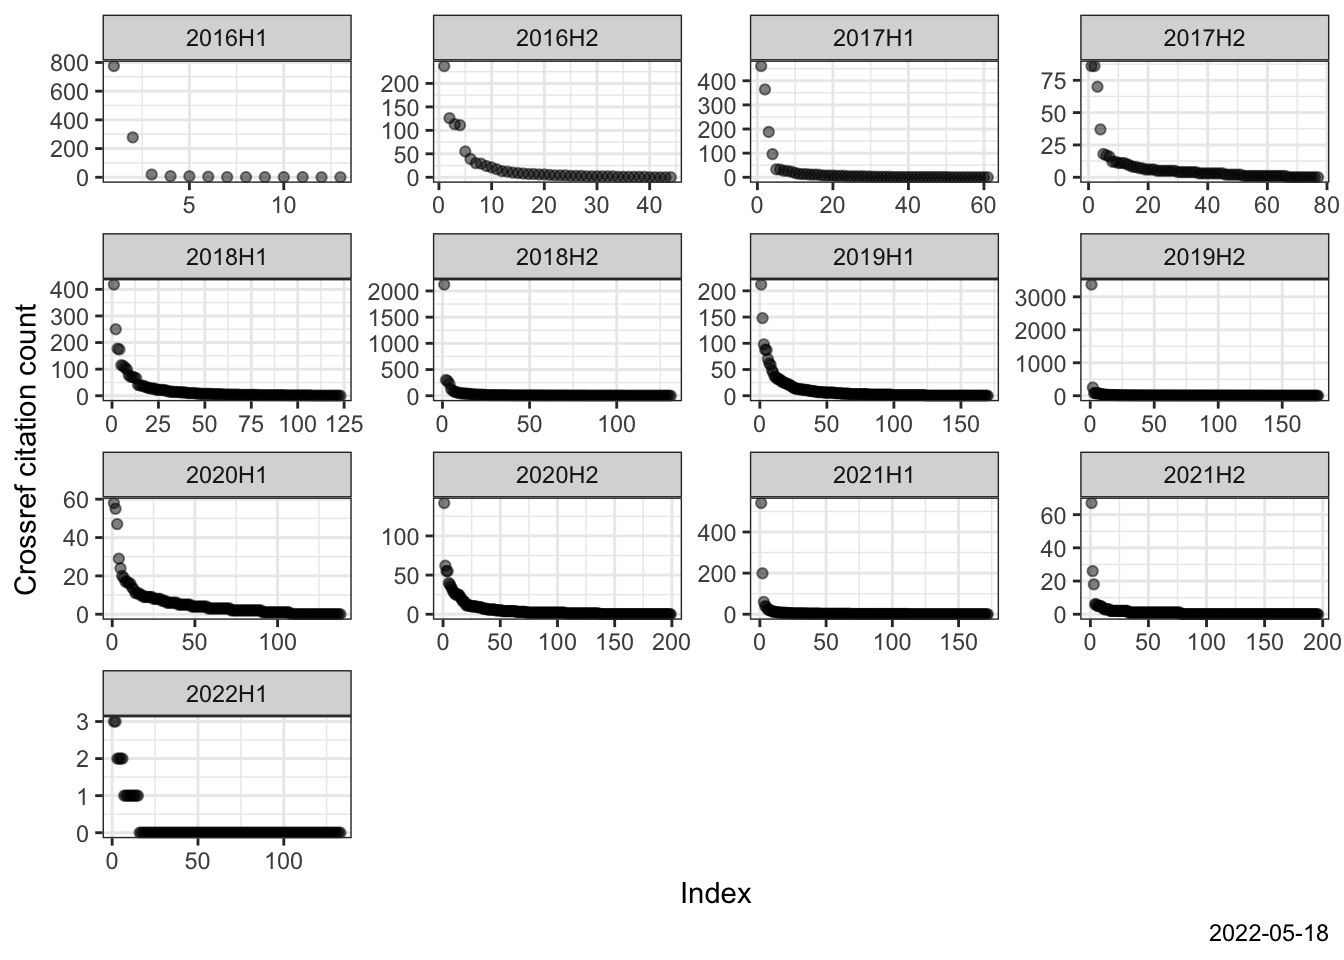 2016H1 2016H2 2017H1 2017H2
800 600 400 200 0
200 150 100 50 0
400 300 200 100 0
75 50 25 0
5 10
0 10 20 30 40
0 20 40 60
0 20 40 60 80
2018H1 2018H2 2019H1 2019H2
400 300 200 100 0
2000 1500 1000 500 0
200 150 100 50 0
3000 2000 1000 0
0 25 50 75 100 125
0 50 100
0 50 100 150
0 50 100 150
Crossref citation count
2020H1 2020H2 2021H1 2021H2
60 40 20 0
100 50 0
400 200 0
60 40 20 0
0 50 100
0 50 100 150 200
0 50 100 150
0 50 100 150 200
2022H1
3 2 1 0
0 50 100
Index
2022-05-18